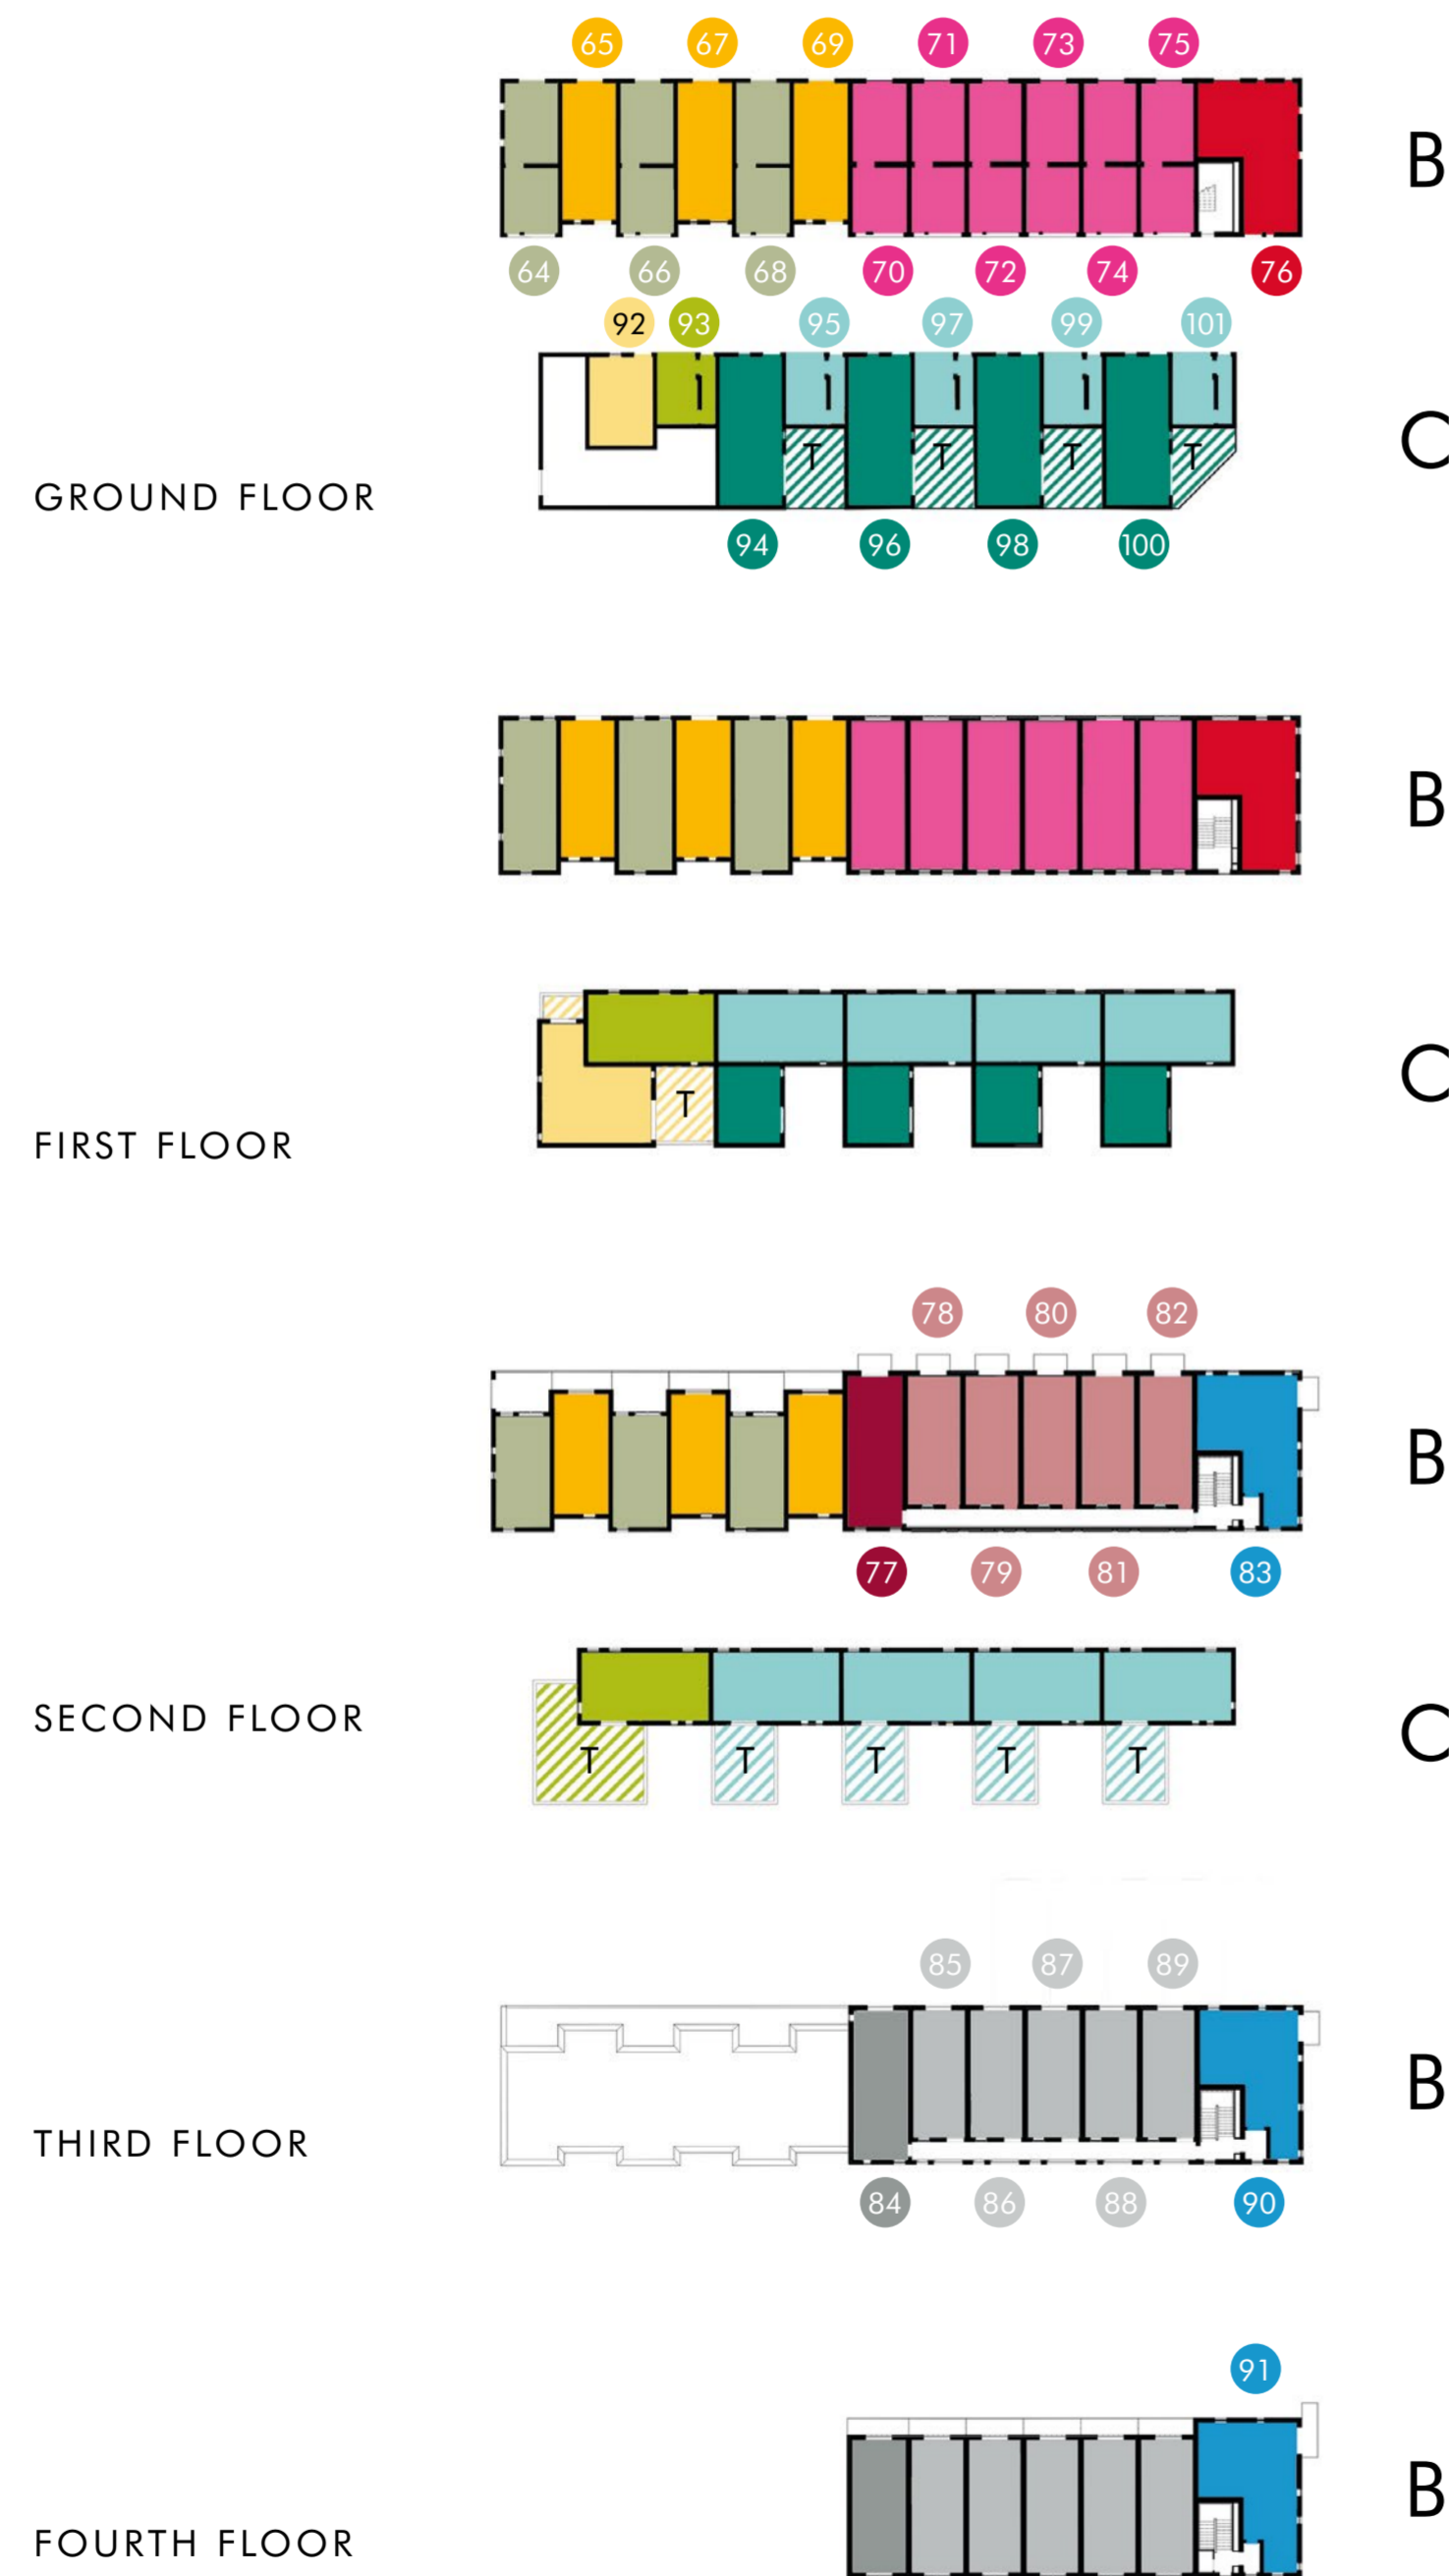 65 67 69 71 73 75
B
64 66 68 70 72 74 76
92 93 95 97 99 101
C
T T T T
GROUND FLOOR
94 96 98 100
B
C
T
FIRST FLOOR
78 80 82
B
77 79 81 83
SECOND FLOOR
C
T T T T T
85 87 89
B
THIRD FLOOR
84 86 88 90
91
B
FOURTH FLOOR